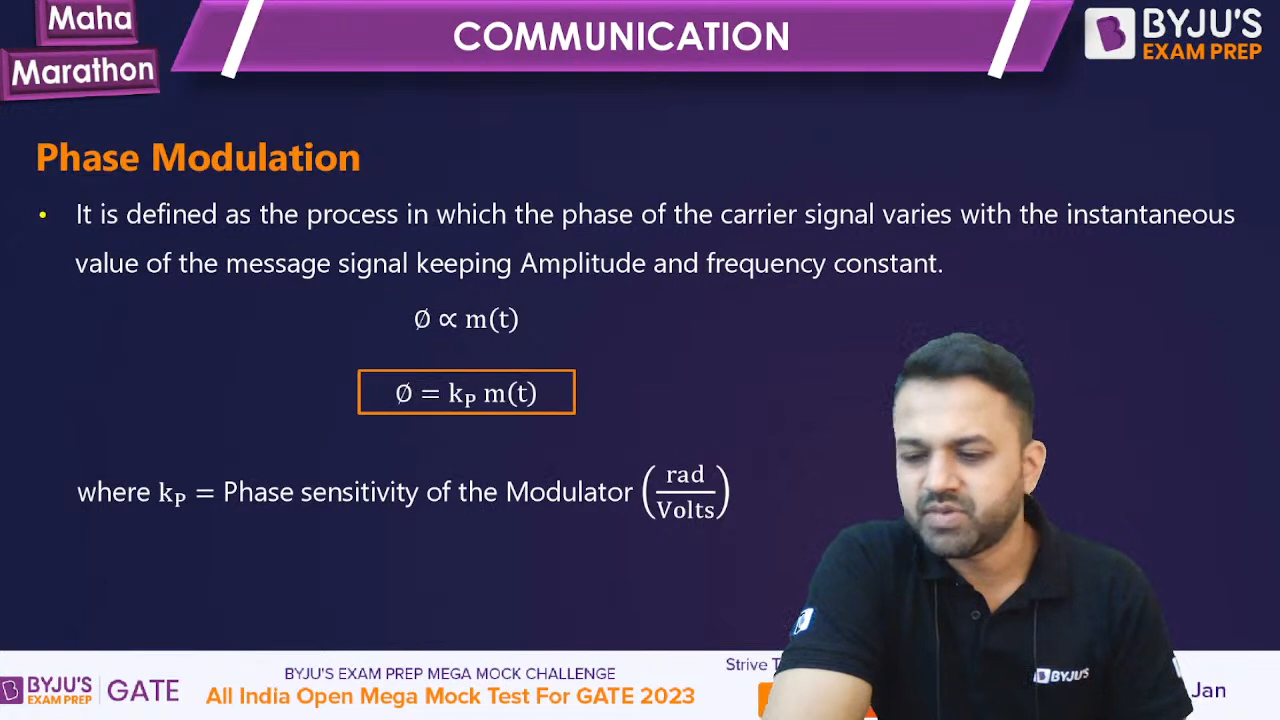 Maha
Marathon
COMMUNICATION
BYJU'S
EXAM PREP
Phase Modulation
• It is defined as the process in which the phase of the carrier signal varies with the instantaneous
value of the message signal keeping Amplitude and frequency constant.
∅ ∝ m(t)
∅ = kₚ m(t)
where kₚ = Phase sensitivity of the Modulator (rad/Volts)
BYJU'S
BYJU'S
EXAM PREP
GATE
BYJU'S EXAM PREP MEGA MOCK CHALLENGE
All India Open Mega Mock Test For GATE 2023
Strive
Jan